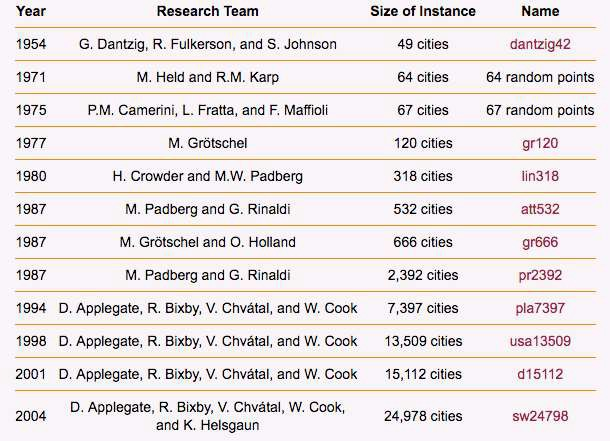 Year Research Team Size of Instance Name
1954 G. Dantzig, R. Fulkerson, and S. Johnson 49 cities dantzig42
1971 M. Held and R.M. Karp 64 cities 64 random points
1975 P.M. Camerini, L. Fratta, and F. Maffioli 67 cities 67 random points
1977 M. Grötschel 120 cities gr120
1980 H. Crowder and M.W. Padberg 318 cities lin318
1987 M. Padberg and G. Rinaldi 532 cities att532
1987 M. Grötschel and O. Holland 666 cities gr666
1987 M. Padberg and G. Rinaldi 2,392 cities pr2392
1994 D. Applegate, R. Bixby, V. Chvátal, and W. Cook 7,397 cities pla7397
1998 D. Applegate, R. Bixby, V. Chvátal, and W. Cook 13,509 cities usa13509
2001 D. Applegate, R. Bixby, V. Chvátal, and W. Cook 15,112 cities d15112
2004 D. Applegate, R. Bixby, V. Chvátal, W. Cook, 24,978 cities sw24798
and K. Helsgaun